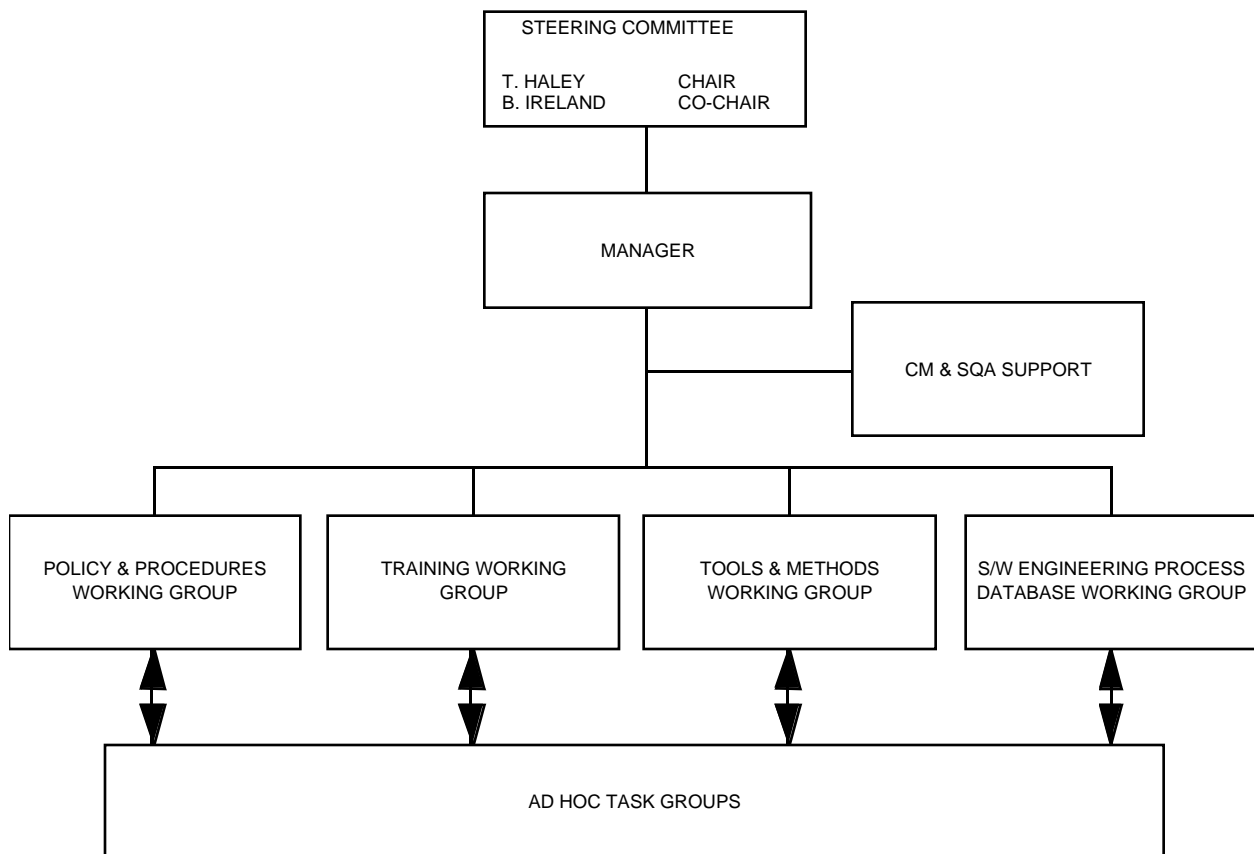 STEERING COMMITTEE
T. HALEY CHAIR
B. IRELAND CO-CHAIR
MANAGER
CM & SQA SUPPORT
POLICY & PROCEDURES
WORKING GROUP
TRAINING WORKING
GROUP
TOOLS & METHODS
WORKING GROUP
S/W ENGINEERING PROCESS
DATABASE WORKING GROUP
AD HOC TASK GROUPS